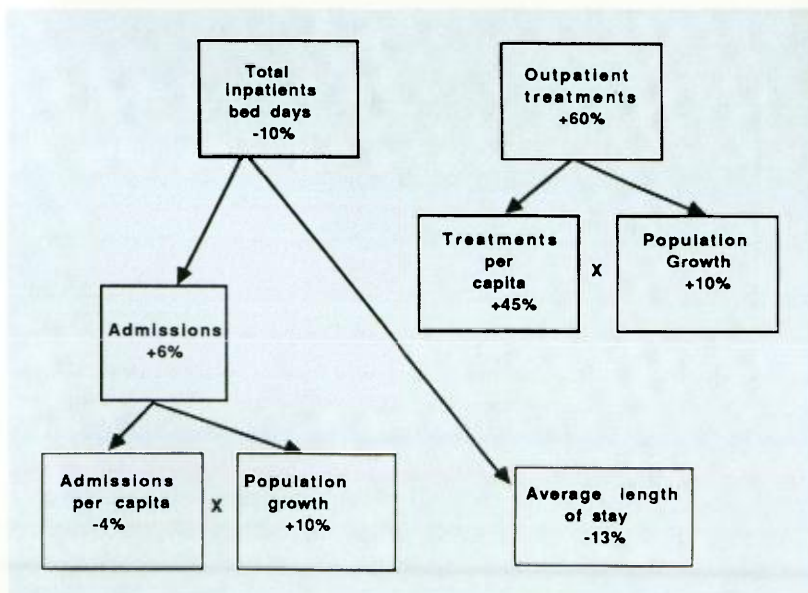 Total
inpatients
bed days
-10%
Outpatient
treatments
+60%
Treatments
per
capita
+45%
X
Population
Growth
+10%
Admissions
+6%
Admissions
per capita
-4%
X
Population
growth
+10%
Average length
of stay
-13%